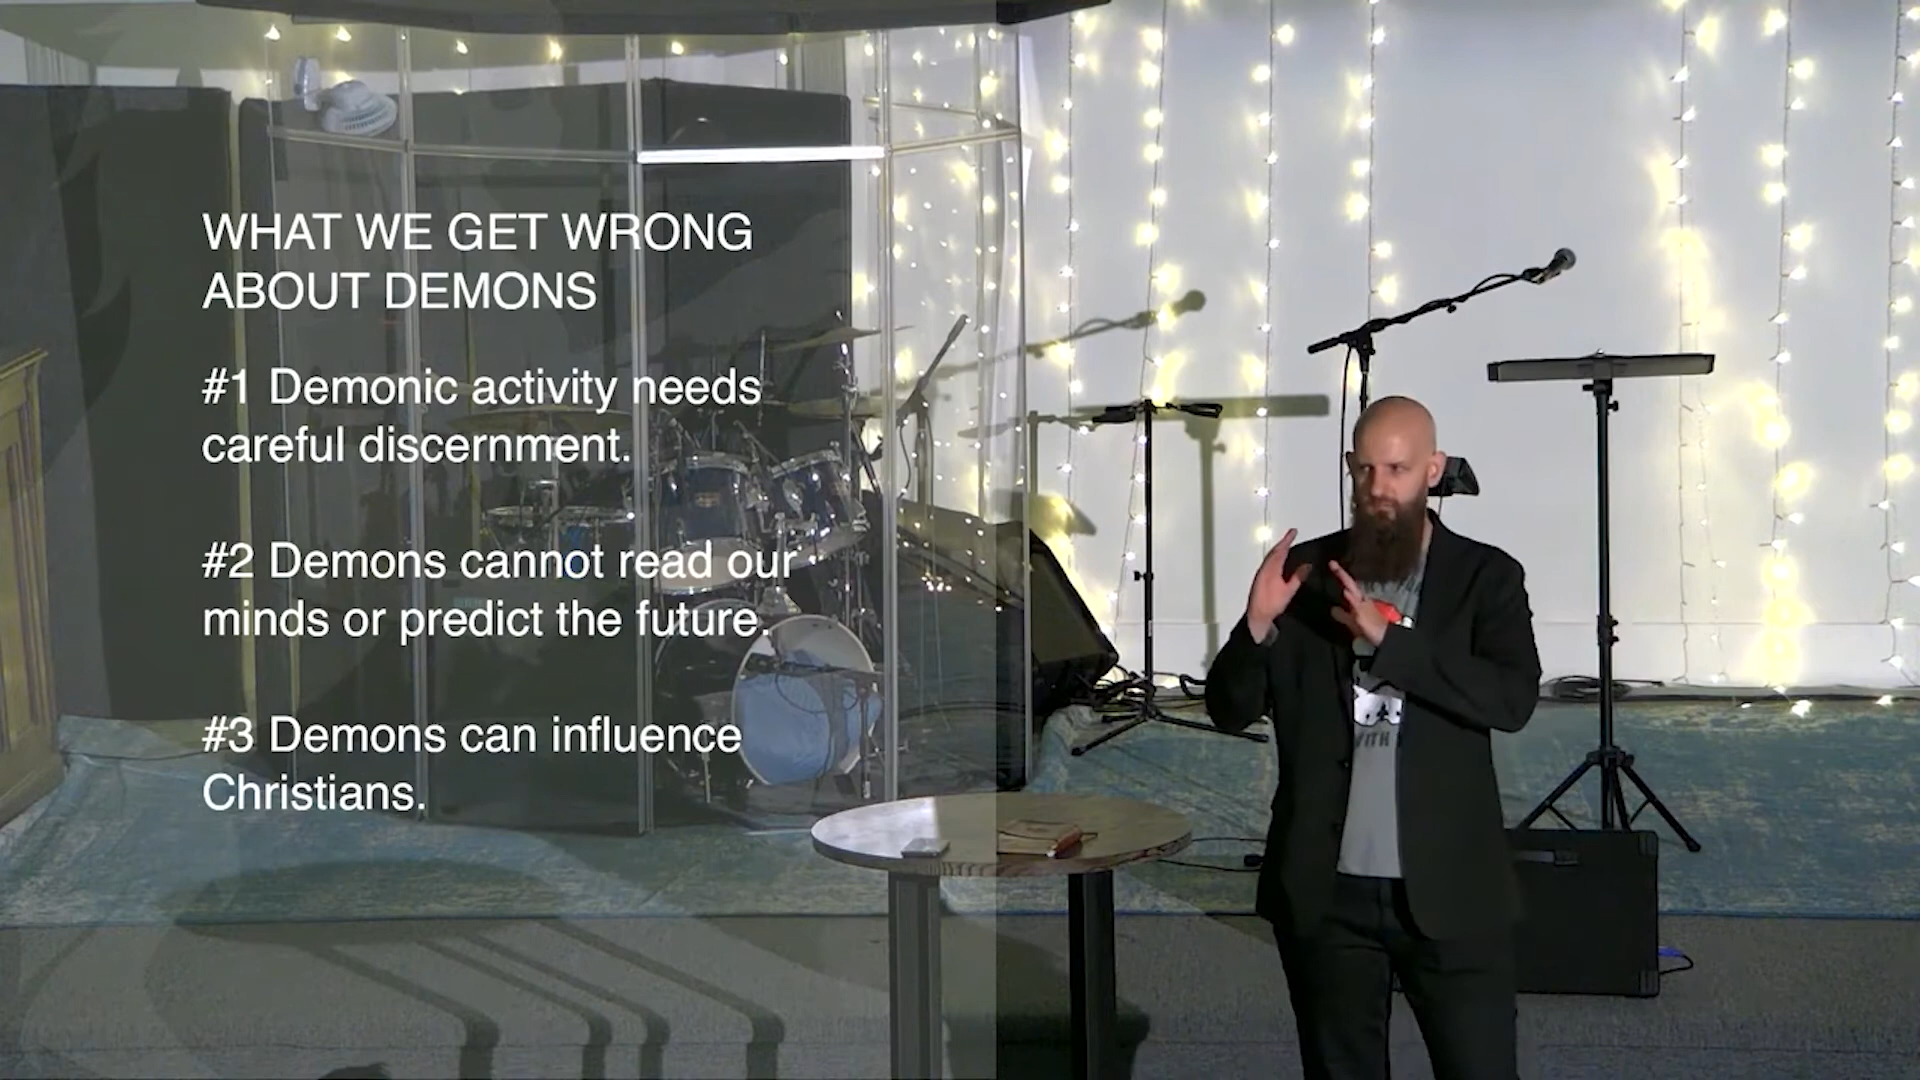 WHAT WE GET WRONG
ABOUT DEMONS
#1 Demonic activity needs
careful discernment.
#2 Demons cannot read our
minds or predict the future.
#3 Demons can influence
Christians.